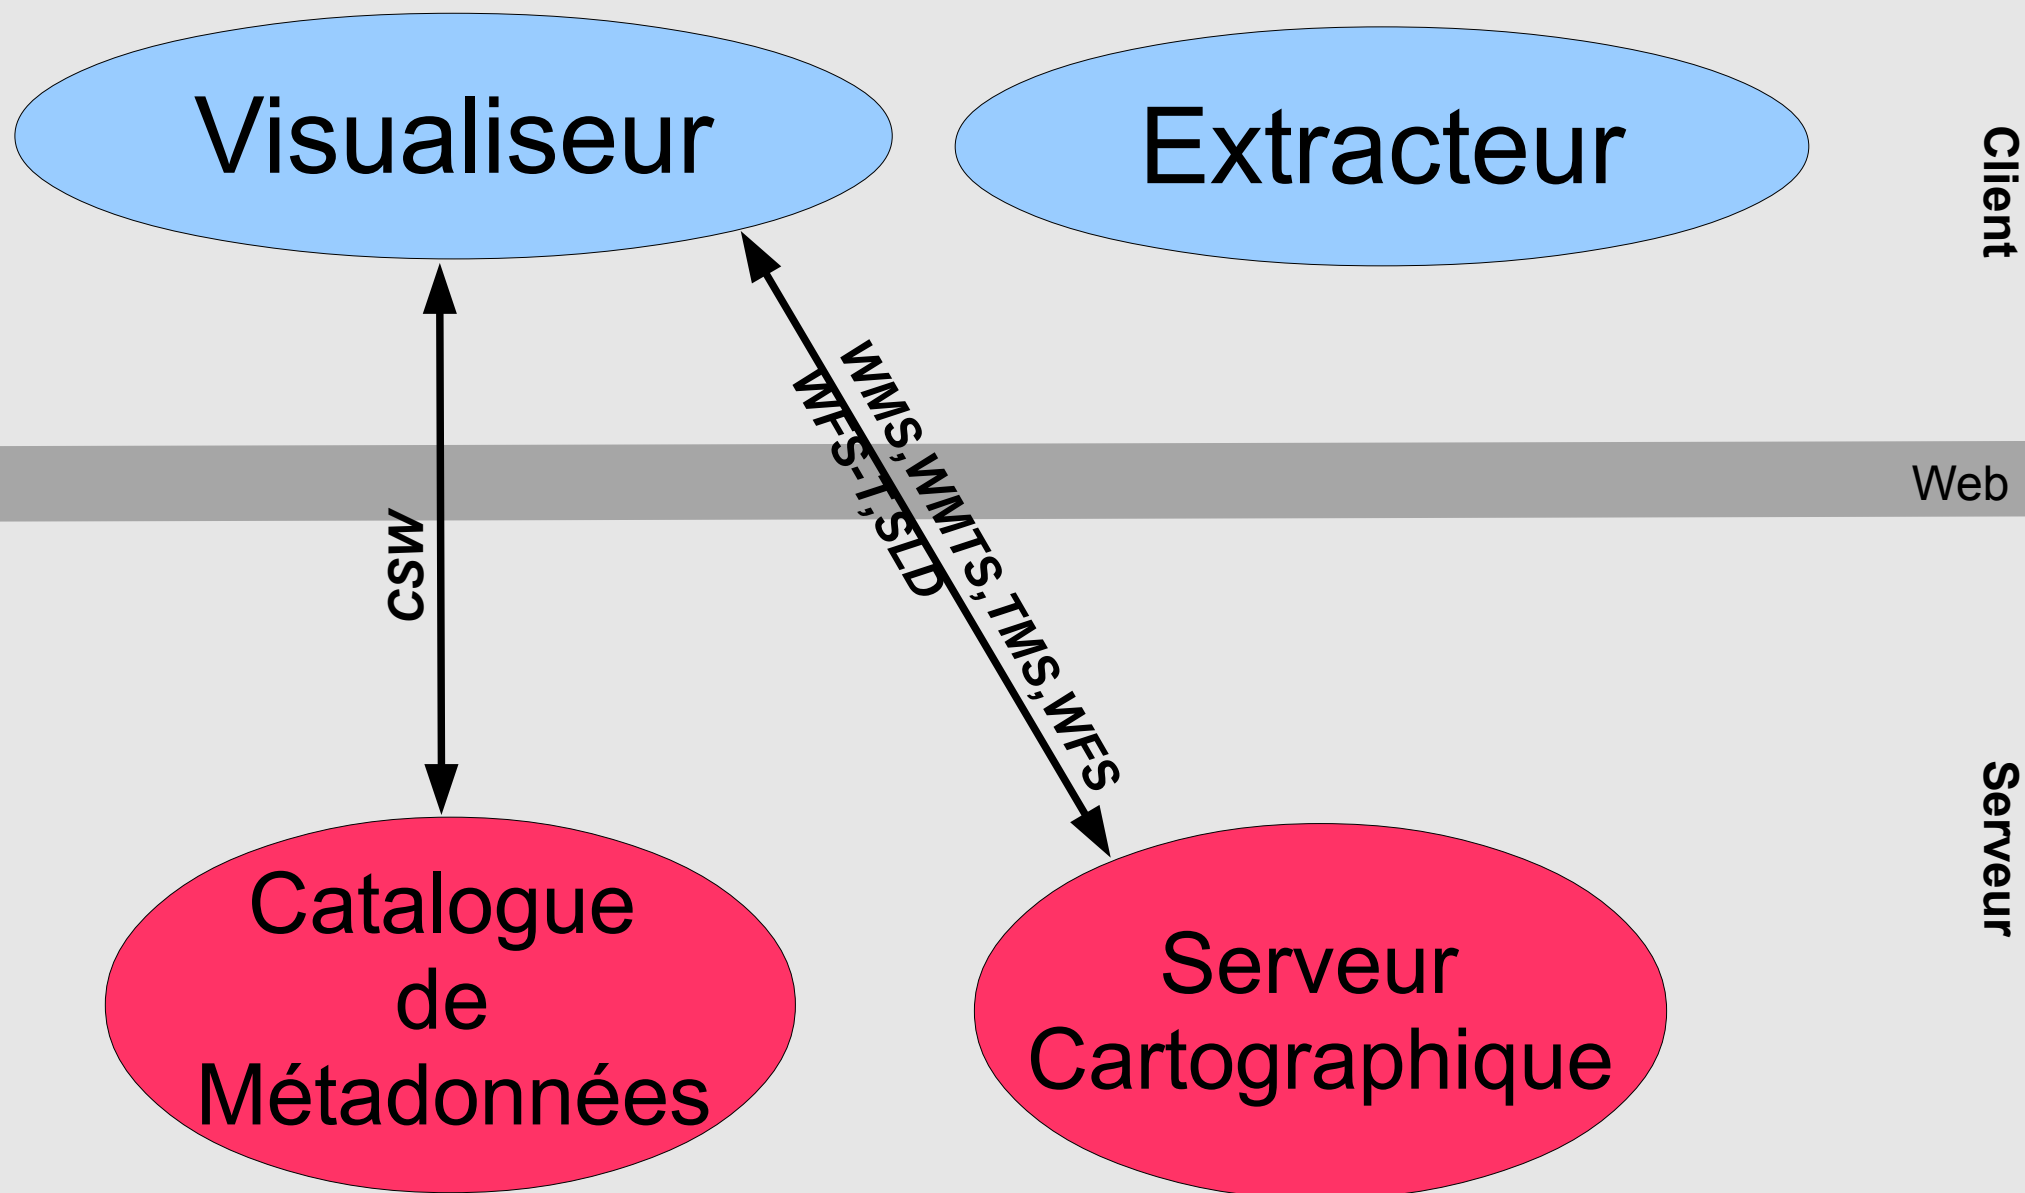 Visualiseur
Extracteur
Client
WMS,WMTS,TMS,WFS
WFS-T,SLD
Web
CSW
Serveur
Catalogue
de
Métadonnées
Serveur
Cartographique